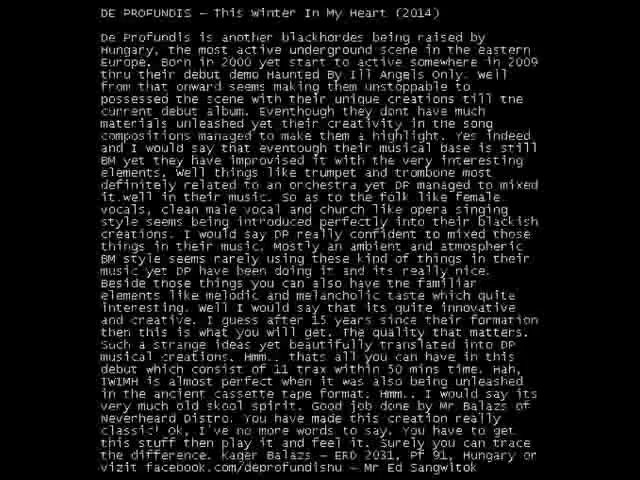 DE PROFUNDIS - This Winter In My Heart (2014)
De Profundis is another blackhordes being raised by
Hungary, the most active underground scene in the eastern
Europe. Born in 2000 yet start to active somewhere in 2009
thru their debut demo Haunted By Ill Angels Only. Well
from that onward seems making them unstoppable to
possessed the scene with their unique creations till the
current debut album. Eventhough they dont have much
materials unleashed yet their creativity in the song
compositions managed to make them a highlight. Yes indeed
and I would say that eventough their musical base is still
BM yet they have improvised it with the very interesting
elements. Well things like trumpet and trombone most
definitely related to an orchestra yet DP managed to mixed
it well in their music. So as to the folk like female
vocals, clean male vocal and church like opera singing
style seems being introduced perfectly into their blackish
creations. I would say DP really confident to mixed those
things in their music. Mostly an ambient and atmospheric
BM style seems rarely using these kind of things in their
music yet DP have been doing it and its really nice.
Beside those things you can also have the familiar
elements like melodic and melancholic taste which quite
interesting. Well I would say that its quite innovative
and creative. I guess after 15 years since their formation
then this is what you will get. The quality that matters.
Such a strange ideas yet beautifully translated into DP
musical creations. Hmm.. thats all you can have in this
debut which consist of 11 trax within 50 mins time. Hah,
TWIMH is almost perfect when it was also being unleashed
in the ancient cassette tape format. Hmm.. I would say its
very much old skool spirit. Good job done by Mr Balazs of
Neverheard Distro. You have made this creation really
classic! Ok, I've no more words to say. You have to get
this stuff then play it and feel it. Surely you can trace
the difference. Kager Balazs - ERD 2031, Pf 91, Hungary or
vizit facebook.com/deprofundishu - Mr Ed Sangwitok